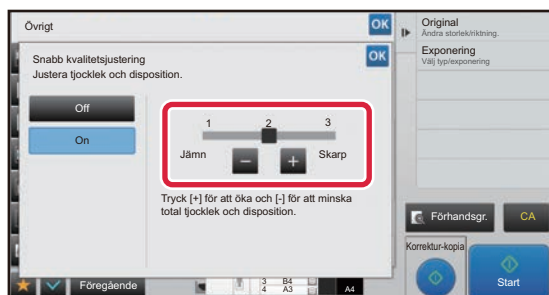 Övrigt
OK
Snabb kvalitetsjustering
Justera tjocklek och disposition.
OK
Off
On
1 2 3
Jämn
Skarp
Tryck [+] för att öka och [-] för att minska
total tjocklek och disposition.
Original
Ändra storlek/riktning.
Exponering
Välj typ/exponering
Förhandsgr.
CA
Korrektur-kopia
Start
Föregående
3 B4
4 A3
A4